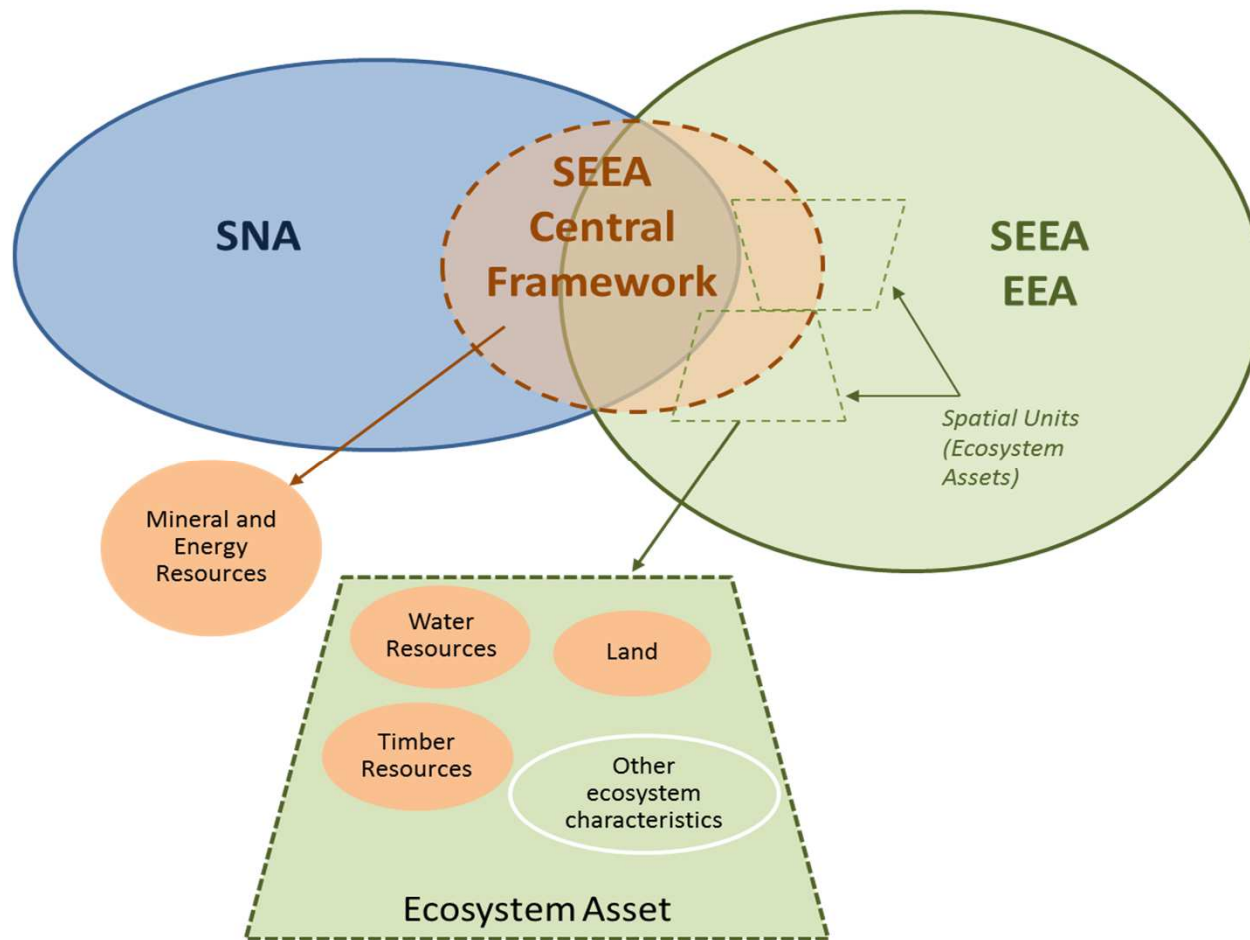 SNA
SEEA
Central
Framework
SEEA
EEA
Spatial Units
(Ecosystem
Assets)
Mineral and
Energy
Resources
Water
Resources
Land
Timber
Resources
Other
ecosystem
characteristics
Ecosystem Asset